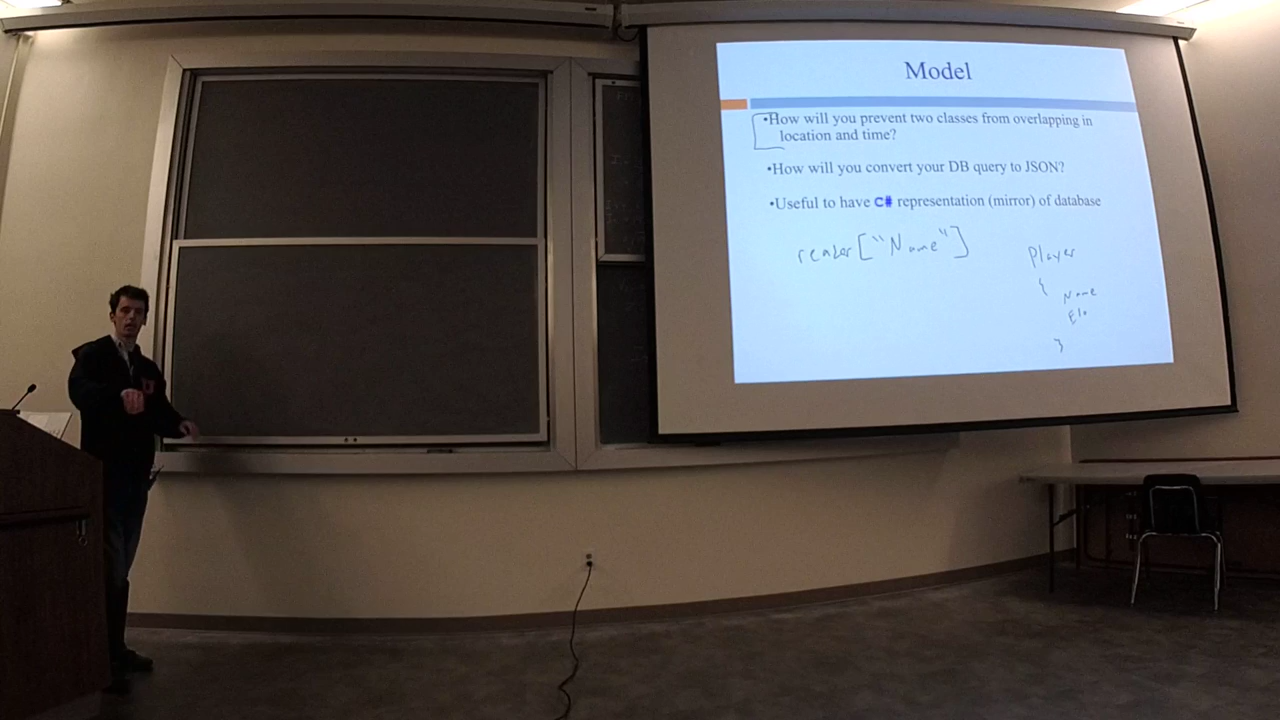 Model
•How will you prevent two classes from overlapping in
location and time?
•How will you convert your DB query to JSON?
•Useful to have C# representation (mirror) of database
reader["Name"]
Player
{
Name
Elo
}